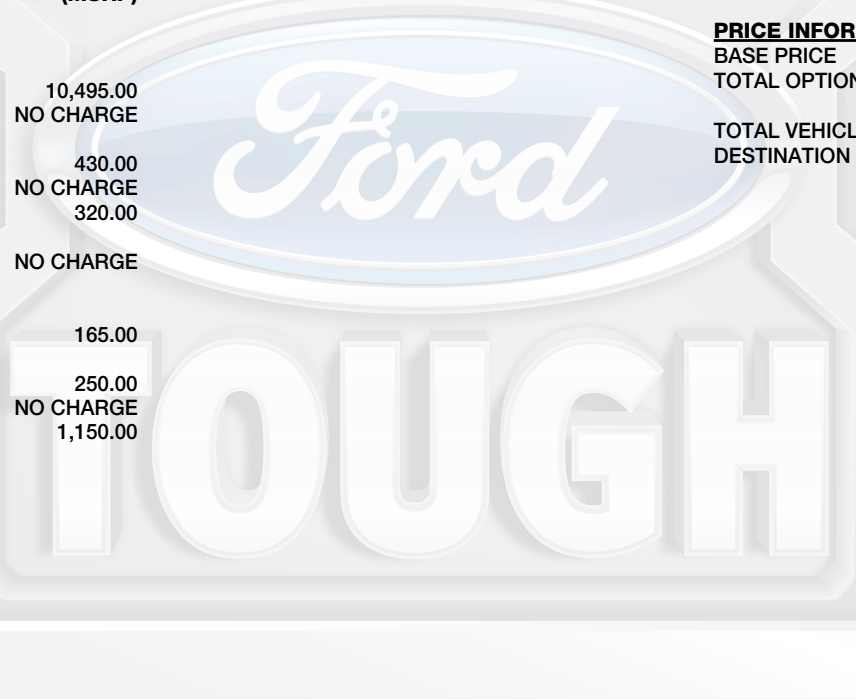 (MSRP)
10,495.00
NO CHARGE
430.00
NO CHARGE
320.00
NO CHARGE
165.00
250.00
NO CHARGE
1,150.00
PRICE INFOR
BASE PRICE
TOTAL OPTION
TOTAL VEHICL
DESTINATION
Ford
TOUGH